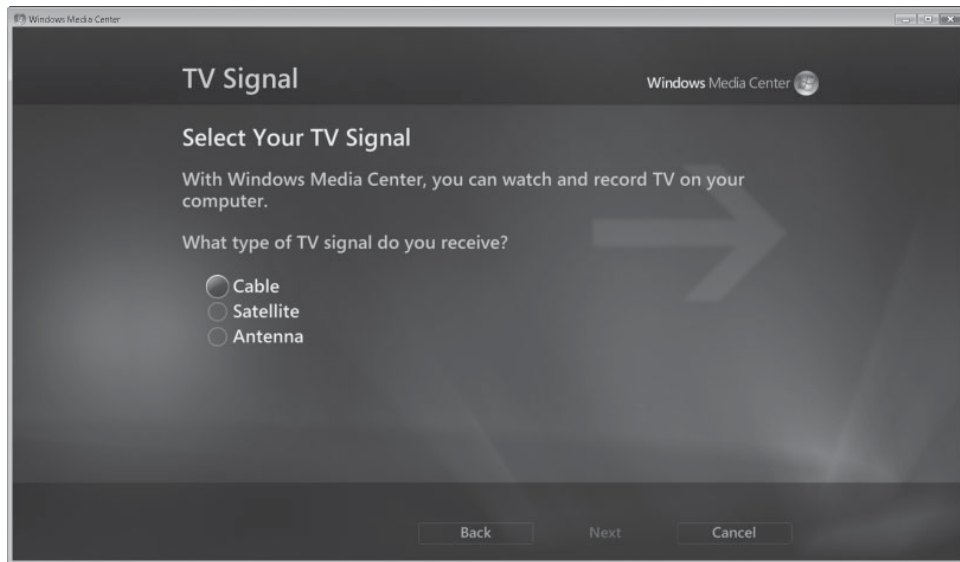 Windows Media Center
TV Signal
Windows Media Center
Select Your TV Signal
With Windows Media Center, you can watch and record TV on your
computer.
What type of TV signal do you receive?
Cable
Satellite
Antenna
Back Next Cancel